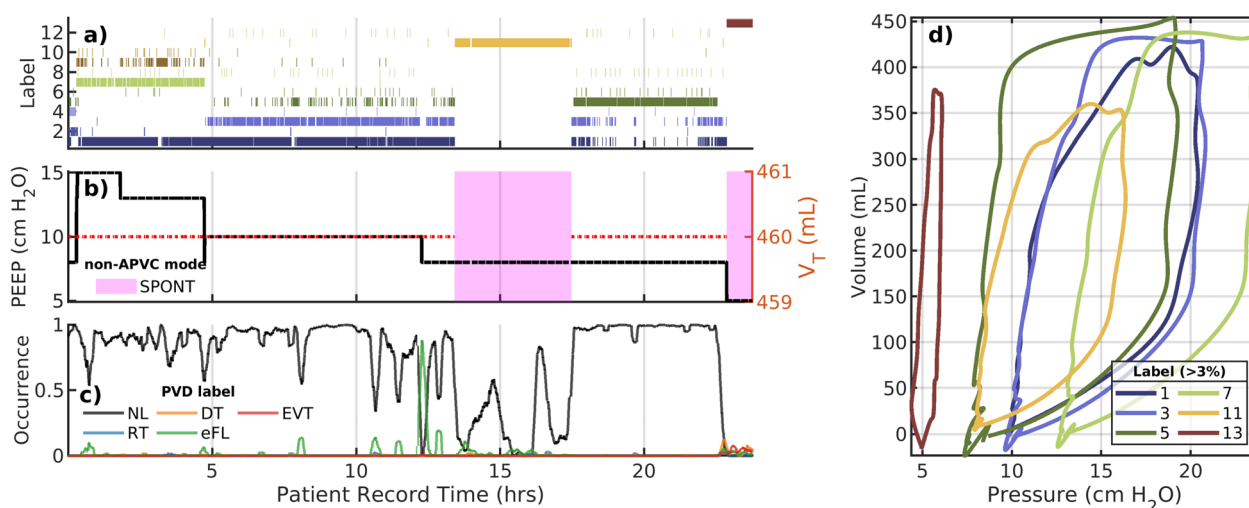 a)
12
10
8
6
4
2
Label
b)
15
10
5
PEEP (cm H2O)
461
460
459
VT (mL)
non-APVC mode
SPONT
c)
1
0.5
0
Occurrence
PVD label
NL DT EVT
RT eFL
5 10 15 20
Patient Record Time (hrs)
d)
450
400
350
300
250
200
150
100
50
0
Volume (mL)
Label (>3%)
1 7
3 11
5 13
5 10 15 20
Pressure (cm H2O)